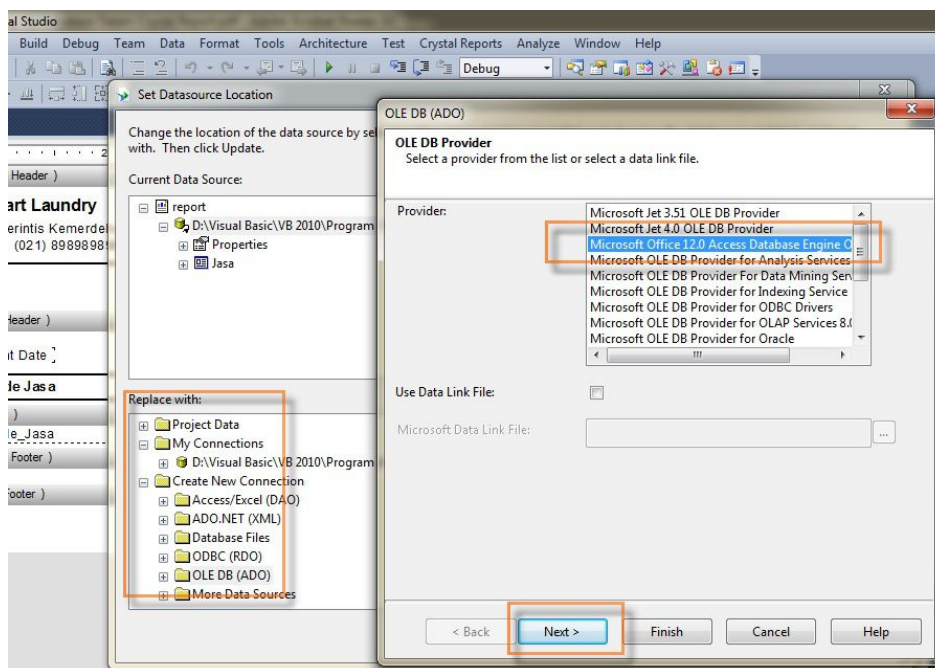 al Studio
Build Debug Team Data Format Tools Architecture Test Crystal Reports Analyze Window Help
Debug
Set Datasource Location
Change the location of the data source by sel
with. Then click Update.
Current Data Source:
report
D:\Visual Basic\VB 2010\Program
Properties
Jasa
Replace with:
Project Data
My Connections
D:\Visual Basic\VB 2010\Program
Create New Connection
Access/Excel (DAO)
ADO.NET (XML)
Database Files
ODBC (RDO)
OLE DB (ADO)
More Data Sources
2
Header )
art Laundry
erintis Kemerdel
(021) 8989898
Header )
nt Date
de Jasa
)
le_Jasa
Footer )
Footer )
OLE DB (ADO)
OLE DB Provider
Select a provider from the list or select a data link file.
Provider:
Microsoft Jet 3.51 OLE DB Provider
Microsoft Jet 4.0 OLE DB Provider
Microsoft Office 12.0 Access Database Engine O
Microsoft OLE DB Provider for Analysis Services
Microsoft OLE DB Provider For Data Mining Serv
Microsoft OLE DB Provider for Indexing Service
Microsoft OLE DB Provider for ODBC Drivers
Microsoft OLE DB Provider for OLAP Services 8.0
Microsoft OLE DB Provider for Oracle
Use Data Link File:
Microsoft Data Link File:
...
< Back Next > Finish Cancel Help